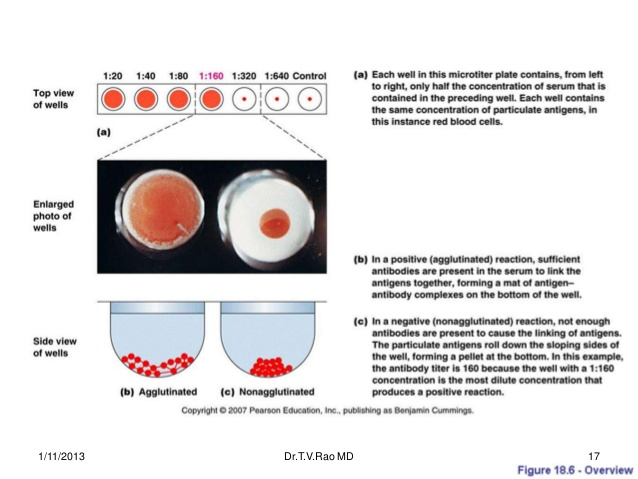 1:20 1:40 1:80 1:160 1:320 1:640 Control
Top view
of wells
(a)
(a) Each well in this microtiter plate contains, from left
to right, only half the concentration of serum that is
contained in the preceding well. Each well contains
the same concentration of particulate antigens, in
this instance red blood cells.
Enlarged
photo of
wells
(b) In a positive (agglutinated) reaction, sufficient
antibodies are present in the serum to link the
antigens together, forming a mat of antigen–
antibody complexes on the bottom of the well.
(c) In a negative (nonagglutinated) reaction, not enough
antibodies are present to cause the linking of antigens.
The particulate antigens roll down the sloping sides of
the well, forming a pellet at the bottom. In this example,
the antibody titer is 160 because the well with a 1:160
concentration is the most dilute concentration that
produces a positive reaction.
Side view
of wells
(b) Agglutinated (c) Nonagglutinated
Copyright © 2007 Pearson Education, Inc., publishing as Benjamin Cummings.
1/11/2013 Dr.T.V.Rao MD 17
Figure 18.6 - Overview